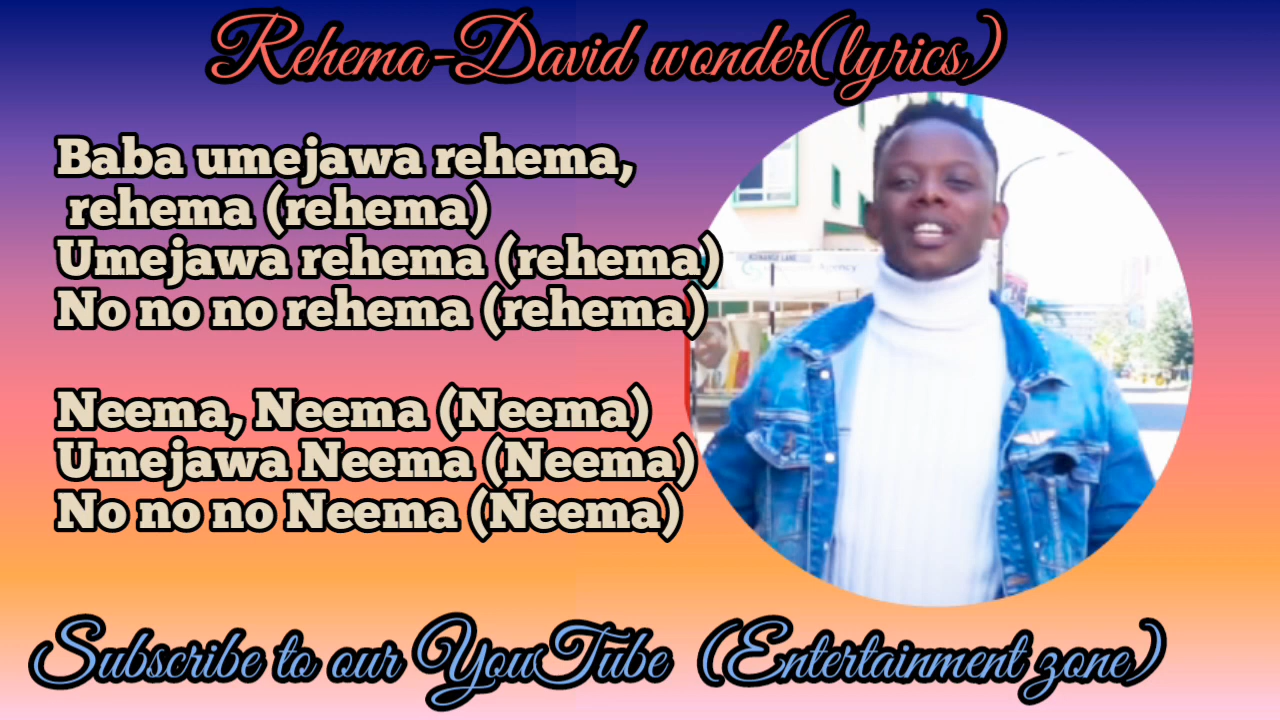 Rehema-David wonder(lyrics)
Baba umejawa rehema,
rehema (rehema)
Umejawa rehema (rehema)
No no no rehema (rehema)
Neema, Neema (Neema)
Umejawa Neema (Neema)
No no no Neema (Neema)
Subscribe to our YouTube (Entertainment zone)